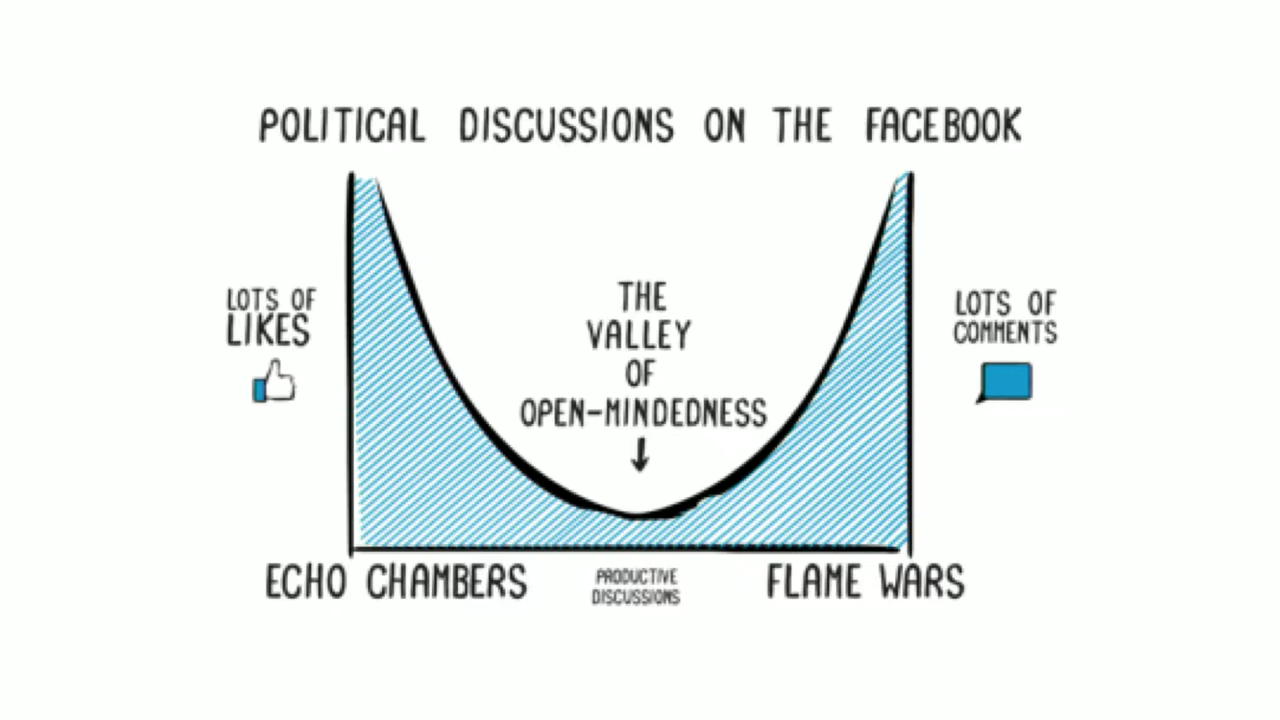 POLITICAL DISCUSSIONS ON THE FACEBOOK
LOTS OF
LIKES
THE
VALLEY
OF
OPEN-MINDEDNESS
LOTS OF
COMMENTS
ECHO CHAMBERS
PRODUCTIVE
DISCUSSIONS
FLAME WARS